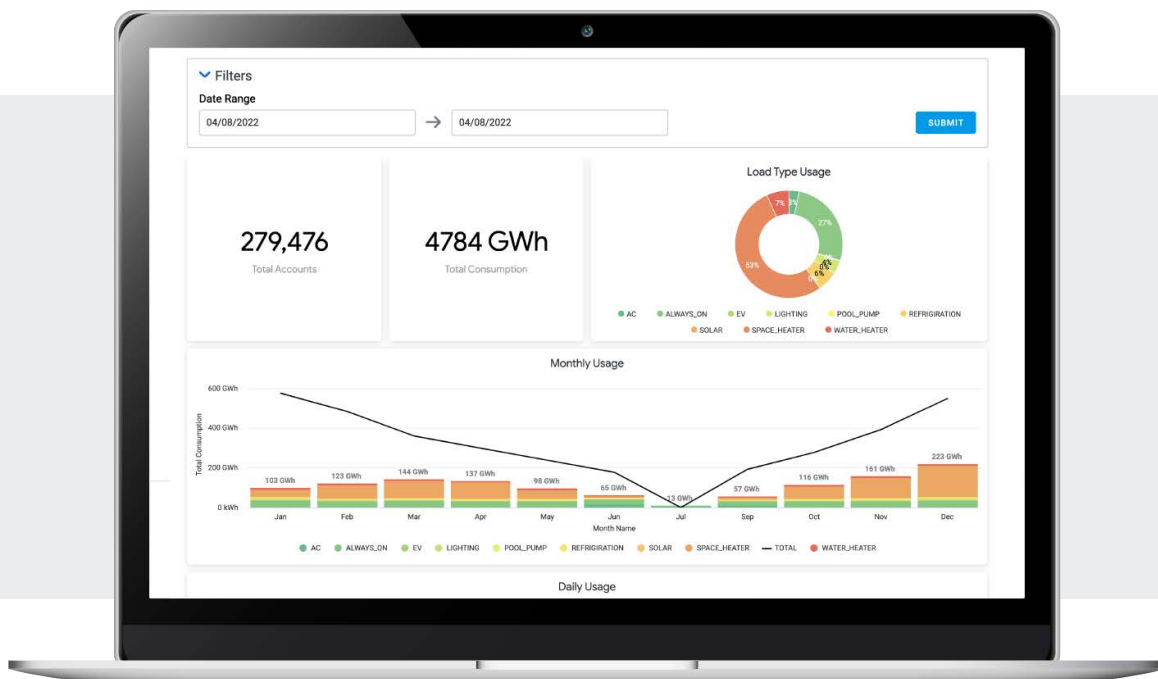 Filters
Date Range
04/08/2022
04/08/2022
SUBMIT
279,476
Total Accounts
4784 GWh
Total Consumption
Load Type Usage
7%
3%
27%
53%
6%
0%
AC
ALWAYS_ON
EV
LIGHTING
POOL_PUMP
REFRIGIRATION
SOLAR
SPACE_HEATER
WATER_HEATER
Monthly Usage
Total Consumption
600 GWh
400 GWh
200 GWh
0 kWh
103 GWh
123 GWh
144 GWh
137 GWh
98 GWh
65 GWh
13 GWh
57 GWh
116 GWh
161 GWh
223 GWh
Jan
Feb
Mar
Apr
May
Jun
Jul
Sep
Oct
Nov
Dec
Month Name
AC
ALWAYS_ON
EV
LIGHTING
POOL_PUMP
REFRIGIRATION
SOLAR
SPACE_HEATER
TOTAL
WATER_HEATER
Daily Usage